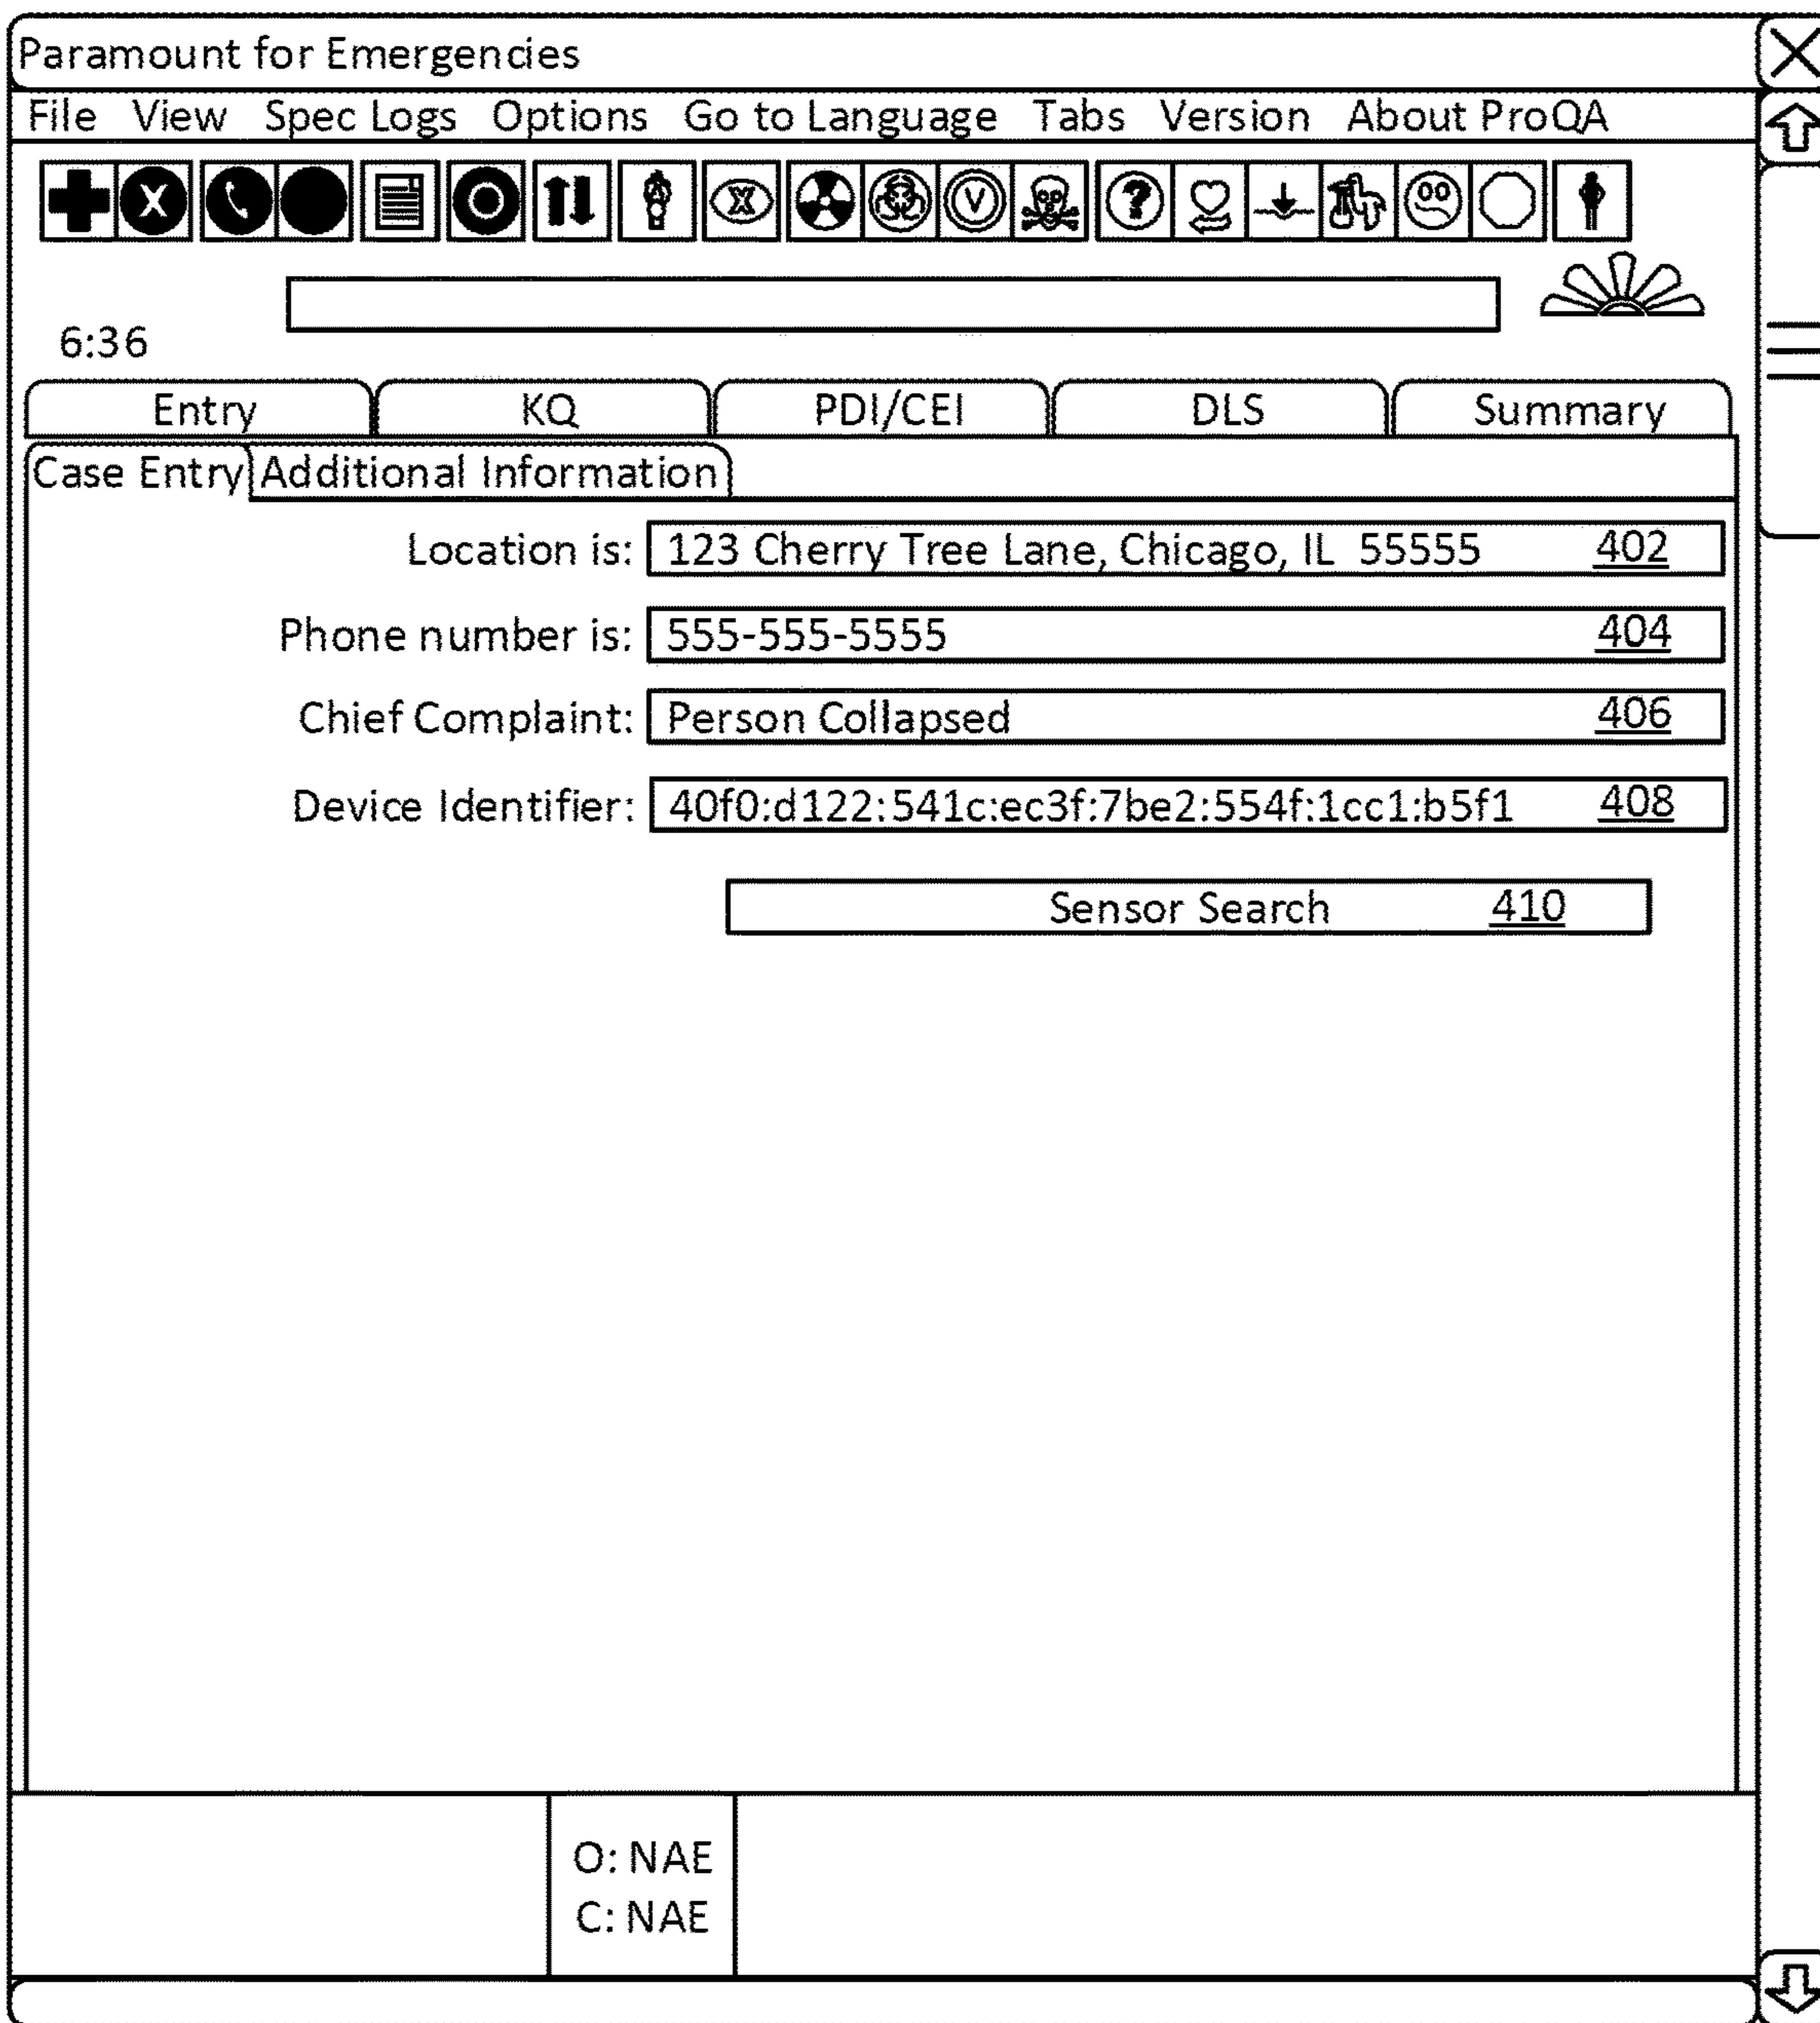 Paramount for Emergencies
File View Spec Logs Options Go to Language Tabs Version About ProQA
X X V ?
6:36
Entry KQ PDI/CEI DLS Summary
Case Entry Additional Information
Location is: 123 Cherry Tree Lane, Chicago, IL 55555 402
Phone number is: 555-555-5555 404
Chief Complaint: Person Collapsed 406
Device Identifier: 40f0:d122:541c:ec3f:7be2:554f:1cc1:b5f1 408
Sensor Search 410
O: NAE
C: NAE